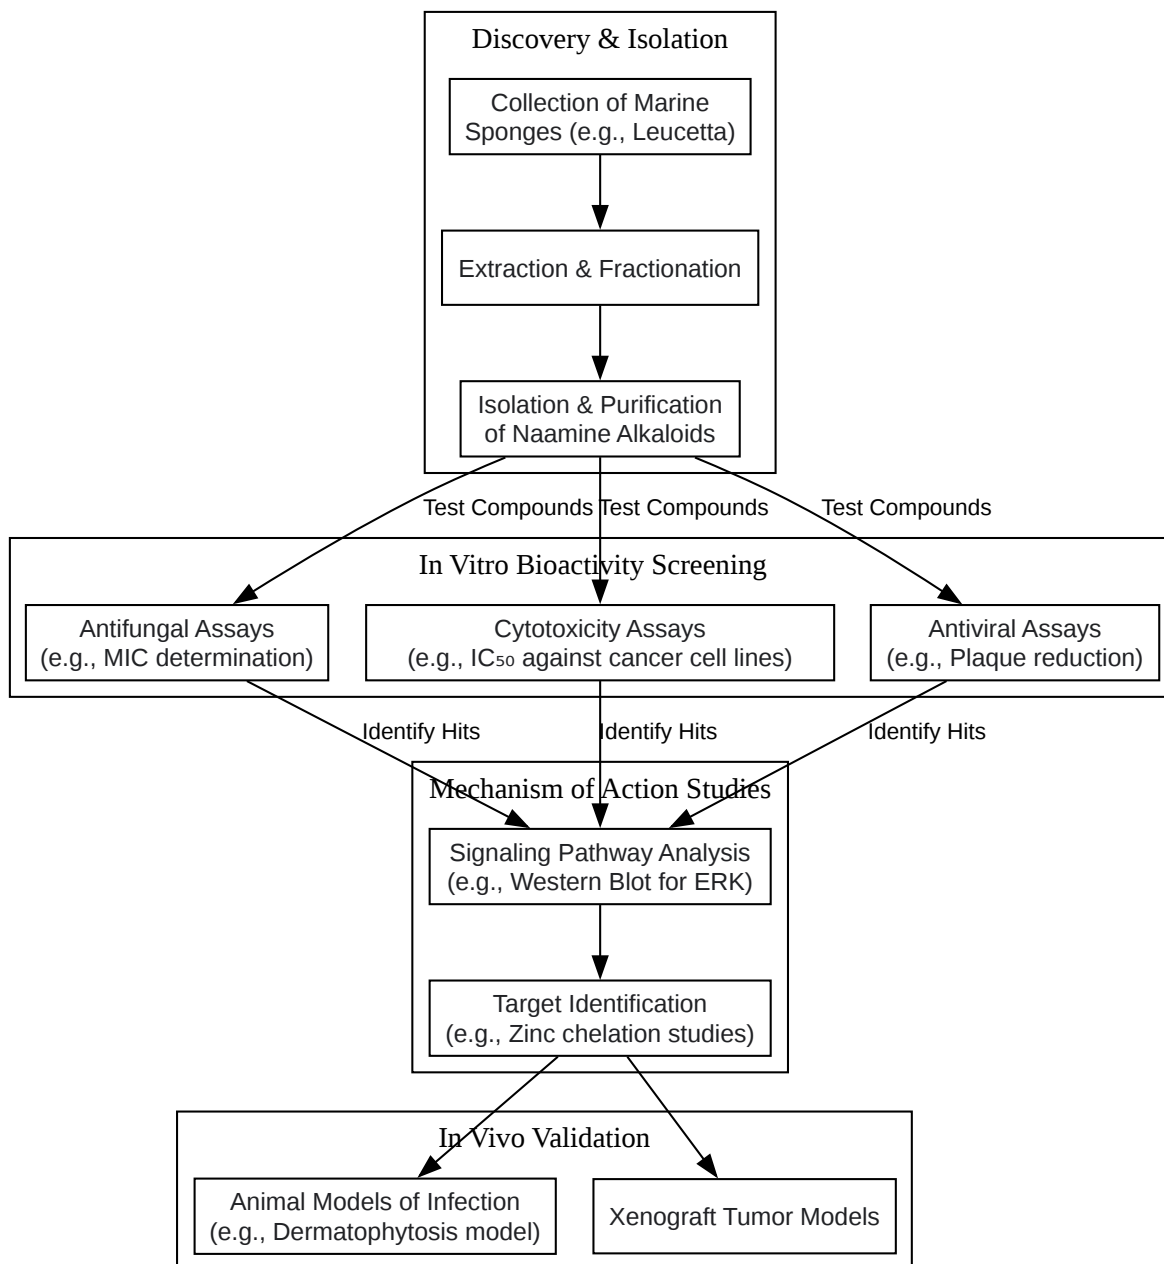 Discovery & Isolation
Collection of Marine
Sponges (e.g., Leucetta)
Extraction & Fractionation
Isolation & Purification
of Naamine Alkaloids
Test Compounds
Test Compounds
Test Compounds
In Vitro Bioactivity Screening
Antifungal Assays
(e.g., MIC determination)
Cytotoxicity Assays
(e.g., IC₅₀ against cancer cell lines)
Antiviral Assays
(e.g., Plaque reduction)
Identify Hits
Identify Hits
Identify Hits
Mechanism of Action Studies
Signaling Pathway Analysis
(e.g., Western Blot for ERK)
Target Identification
(e.g., Zinc chelation studies)
In Vivo Validation
Animal Models of Infection
(e.g., Dermatophytosis model)
Xenograft Tumor Models